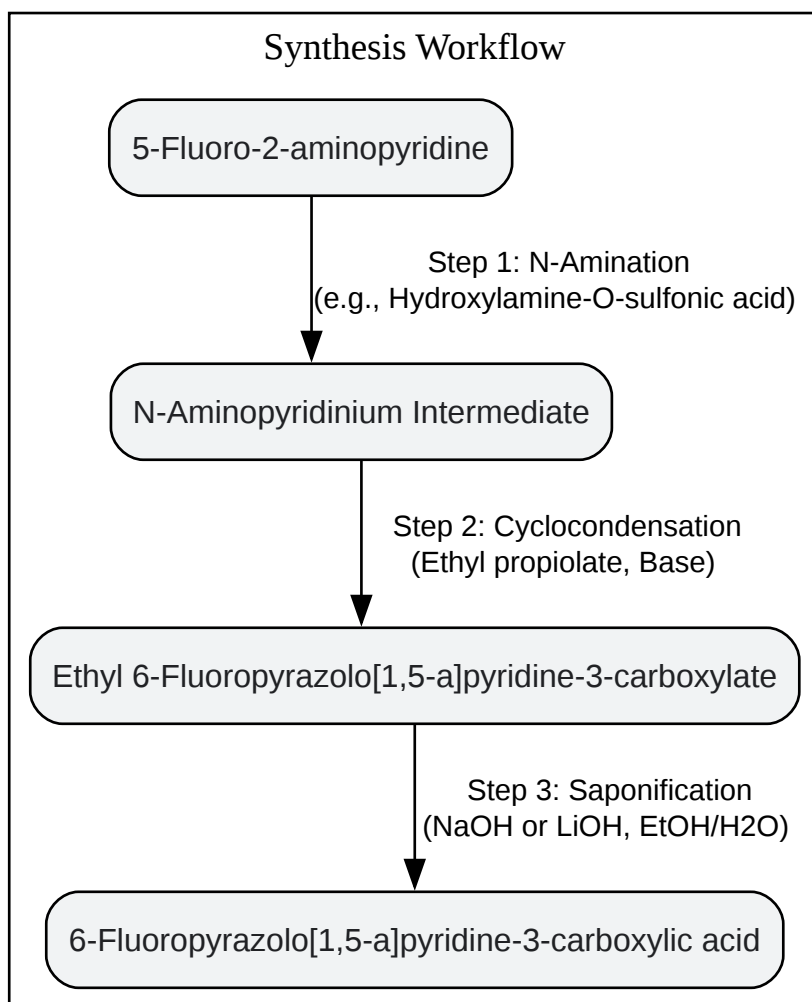 Synthesis Workflow
5-Fluoro-2-aminopyridine
Step 1: N-Amination
(e.g., Hydroxylamine-O-sulfonic acid)
N-Aminopyridinium Intermediate
Step 2: Cyclocondensation
(Ethyl propiolate, Base)
Ethyl 6-Fluoropyrazolo[1,5-a]pyridine-3-carboxylate
Step 3: Saponification
(NaOH or LiOH, EtOH/H2O)
6-Fluoropyrazolo[1,5-a]pyridine-3-carboxylic acid